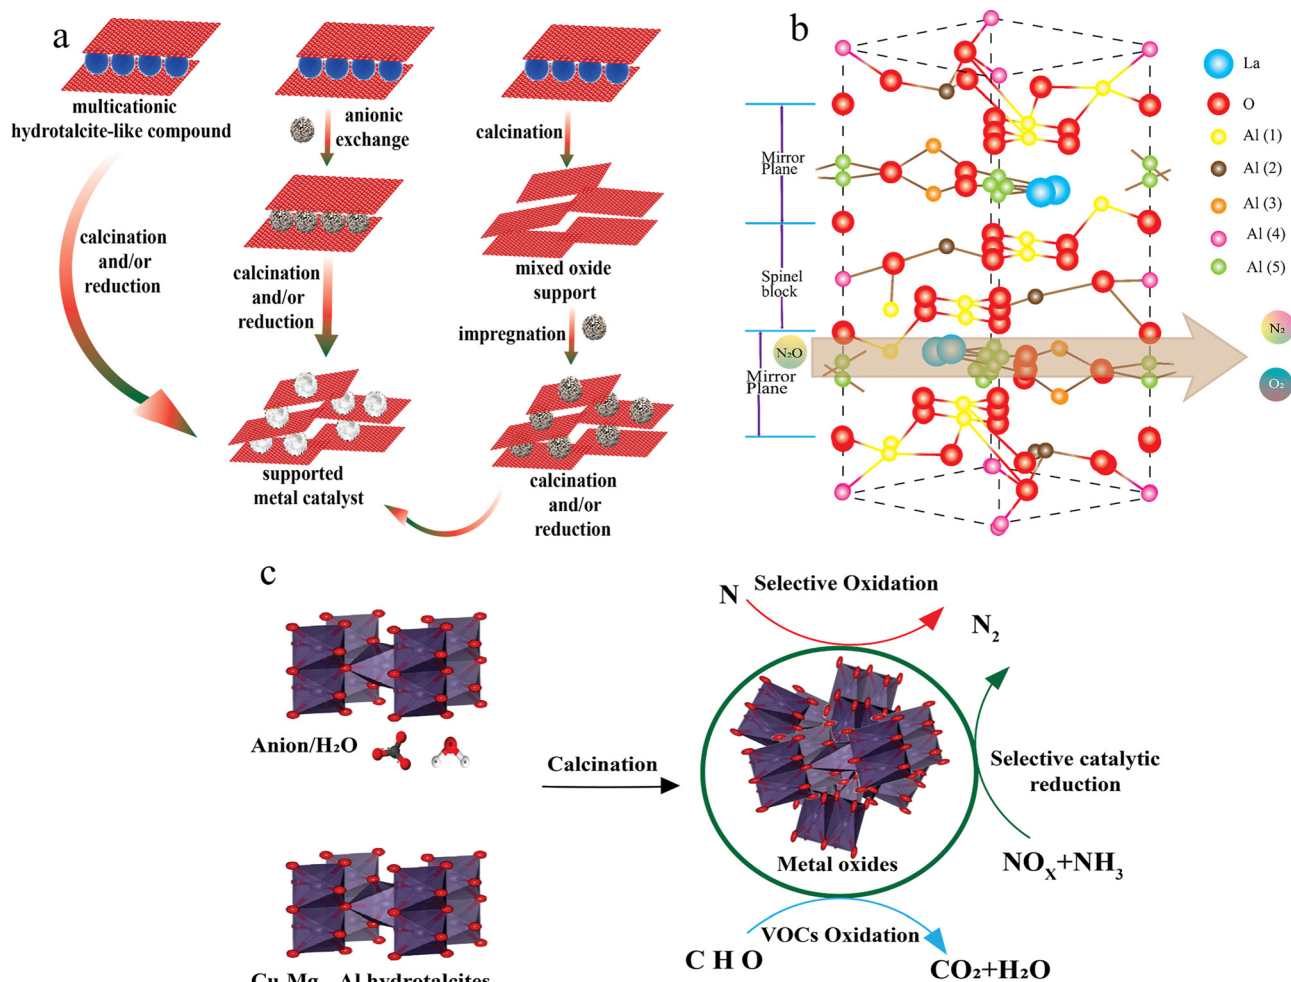 a
multicationic
hydrotalcite-like compound
calcination
and/or
reduction
anionic
exchange
calcination
and/or
reduction
supported
metal catalyst
calcination
mixed oxide
support
impregnation
calcination
and/or
reduction
b
Mirror
Plane
Spinel
block
Mirror
Plane
N₂O
La
O
Al (1)
Al (2)
Al (3)
Al (4)
Al (5)
N₂
O₂
c
Anion/H₂O
Calcination
Selective Oxidation
N
N₂
Selective catalytic
reduction
Metal oxides
NOₓ+NH₃
VOCs Oxidation
C H O
CO₂+H₂O
Al hydrotalcites